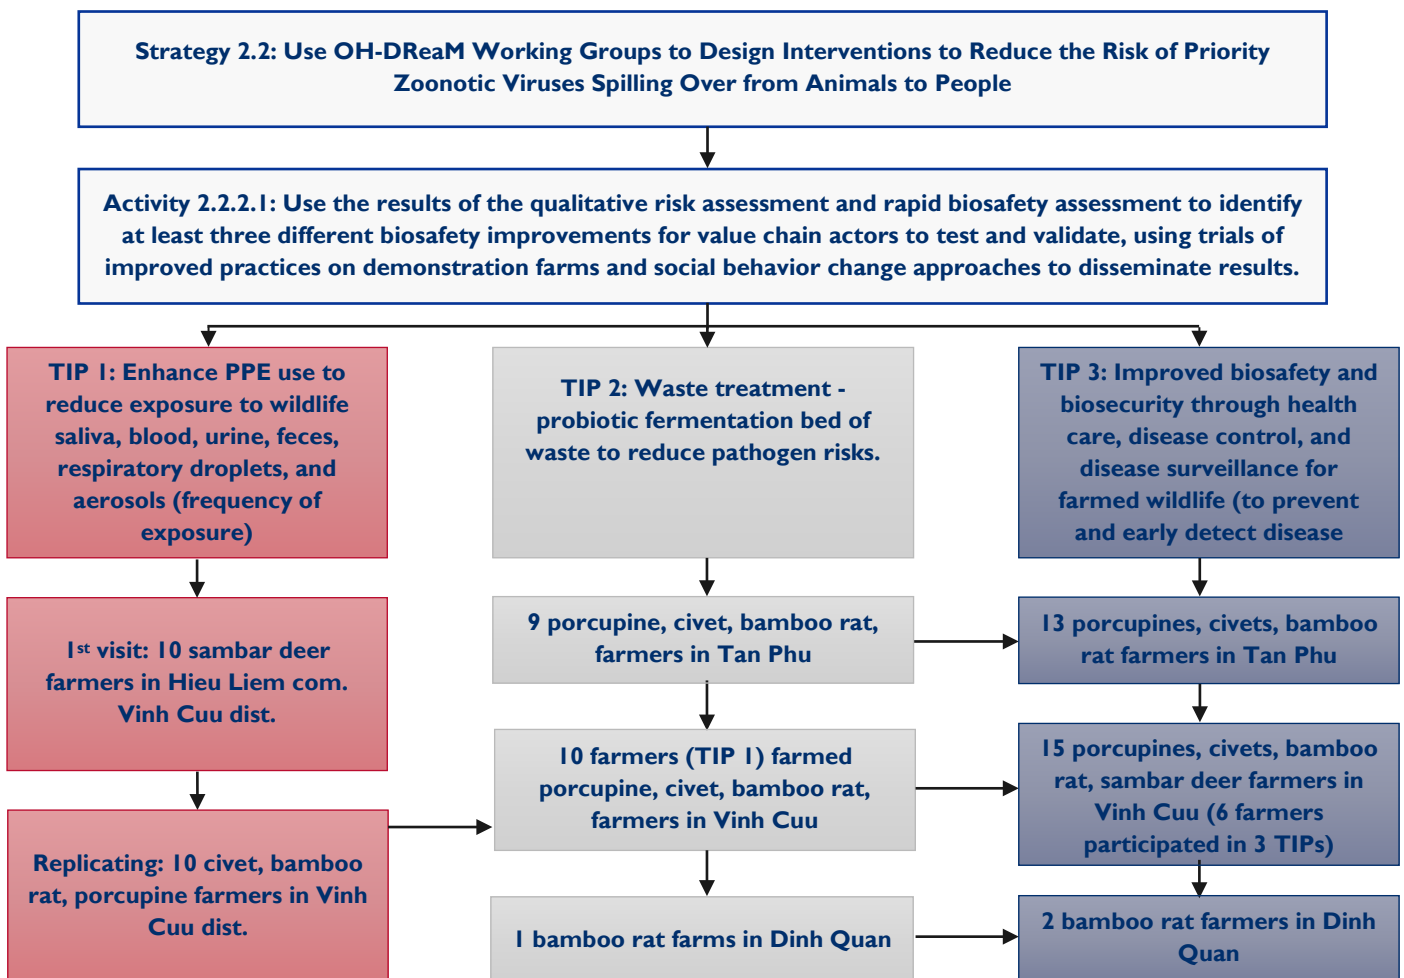 Strategy 2.2: Use OH-DReaM Working Groups to Design Interventions to Reduce the Risk of Priority
Zoonotic Viruses Spilling Over from Animals to People
Activity 2.2.2.1: Use the results of the qualitative risk assessment and rapid biosafety assessment to identify
at least three different biosafety improvements for value chain actors to test and validate, using trials of
improved practices on demonstration farms and social behavior change approaches to disseminate results.
TIP 1: Enhance PPE use to
reduce exposure to wildlife
saliva, blood, urine, feces,
respiratory droplets, and
aerosols (frequency of
exposure)
1st visit: 10 sambar deer
farmers in Hieu Liem com.
Vinh Cuu dist.
Replicating: 10 civet, bamboo
rat, porcupine farmers in Vinh
Cuu dist.
TIP 2: Waste treatment -
probiotic fermentation bed of
waste to reduce pathogen risks.
9 porcupine, civet, bamboo rat,
farmers in Tan Phu
10 farmers (TIP 1) farmed
porcupine, civet, bamboo rat,
farmers in Vinh Cuu
1 bamboo rat farms in Dinh Quan
TIP 3: Improved biosafety and
biosecurity through health
care, disease control, and
disease surveillance for
farmed wildlife (to prevent
and early detect disease
13 porcupines, civets, bamboo
rat farmers in Tan Phu
15 porcupines, civets, bamboo
rat, sambar deer farmers in
Vinh Cuu (6 farmers
participated in 3 TIPs)
2 bamboo rat farmers in Dinh
Quan